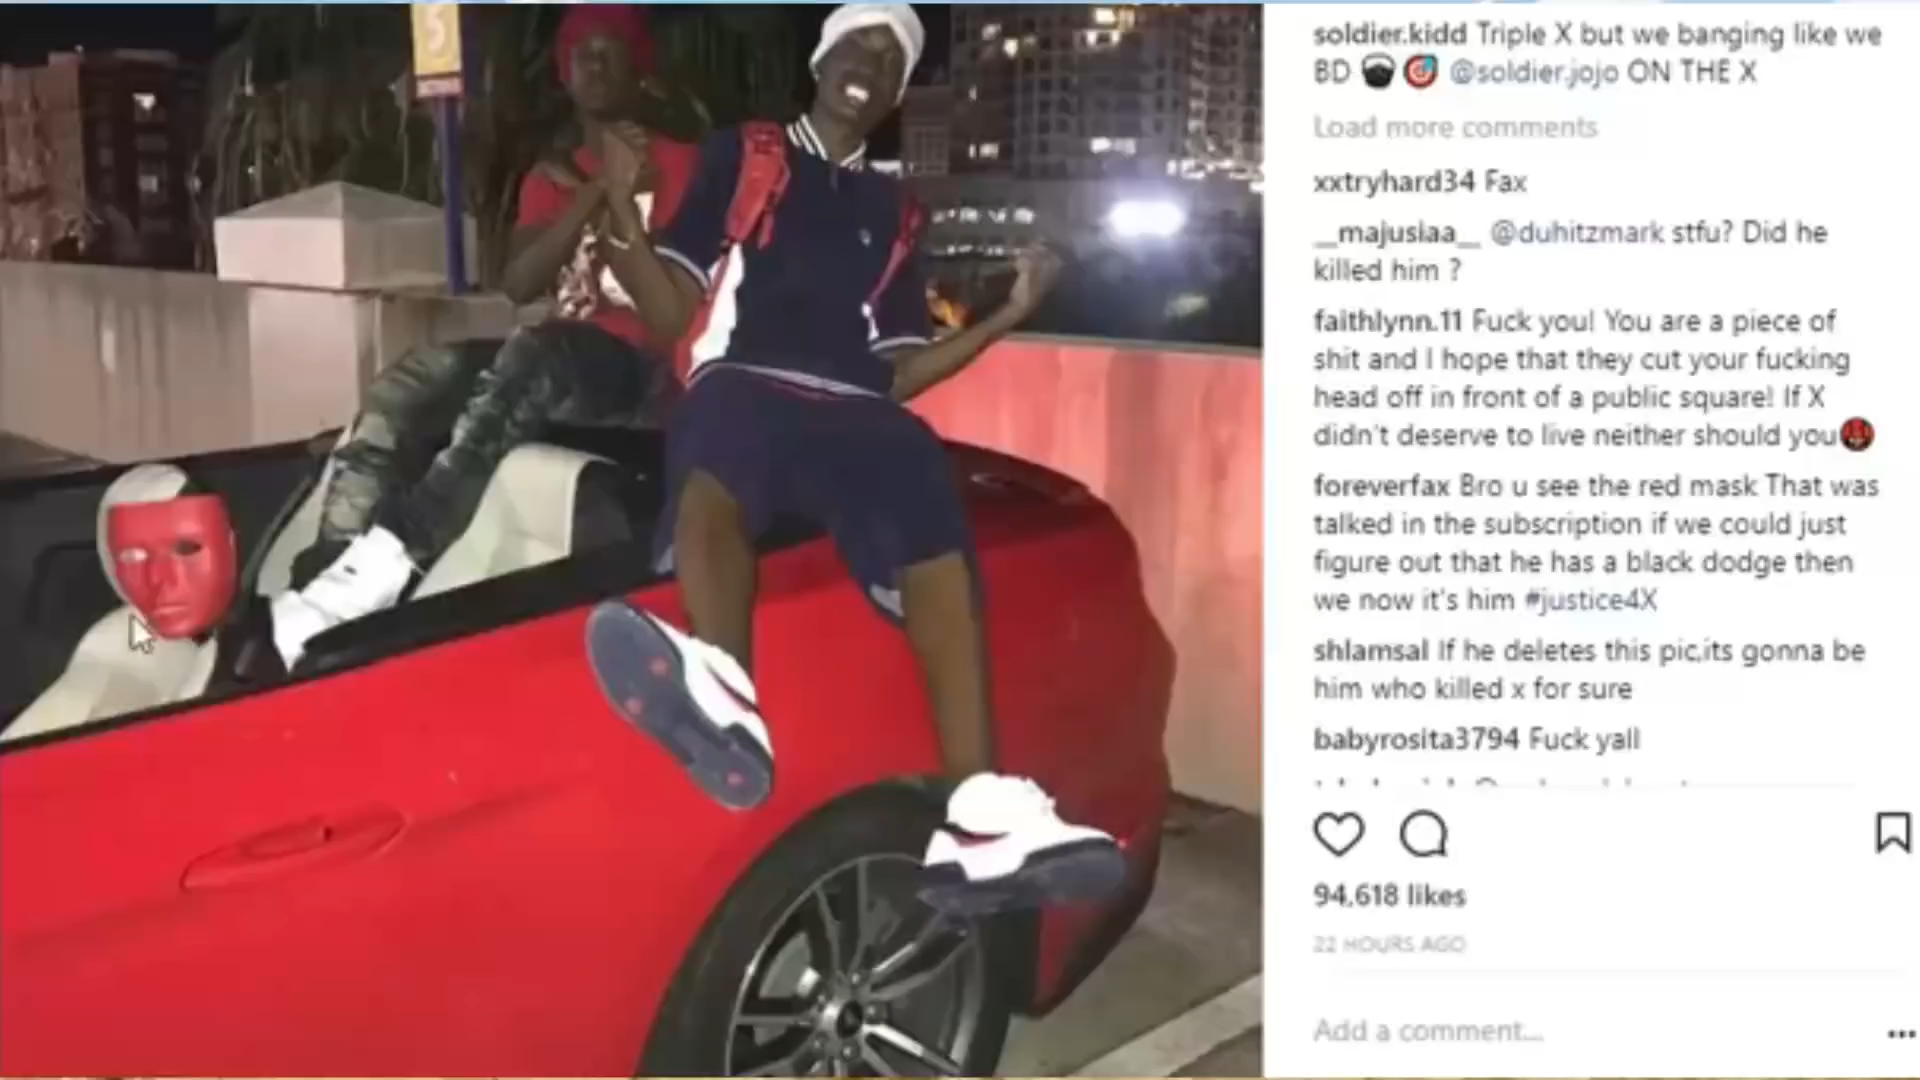 5
soldier.kidd Triple X but we banging like we
BD @soldier.jojo ON THE X
Load more comments
xxtryhard34 Fax
__majusiaa__ @duhitzmark stfu? Did he
killed him ?
faithlynn.11 Fuck you! You are a piece of
shit and I hope that they cut your fucking
head off in front of a public square! If X
didn't deserve to live neither should you
foreverfax Bro u see the red mask That was
talked in the subscription if we could just
figure out that he has a black dodge then
we now it's him #justice4X
shlamsal If he deletes this pic,its gonna be
him who killed x for sure
babyrosita3794 Fuck yall
94,618 likes
22 HOURS AGO
Add a comment...